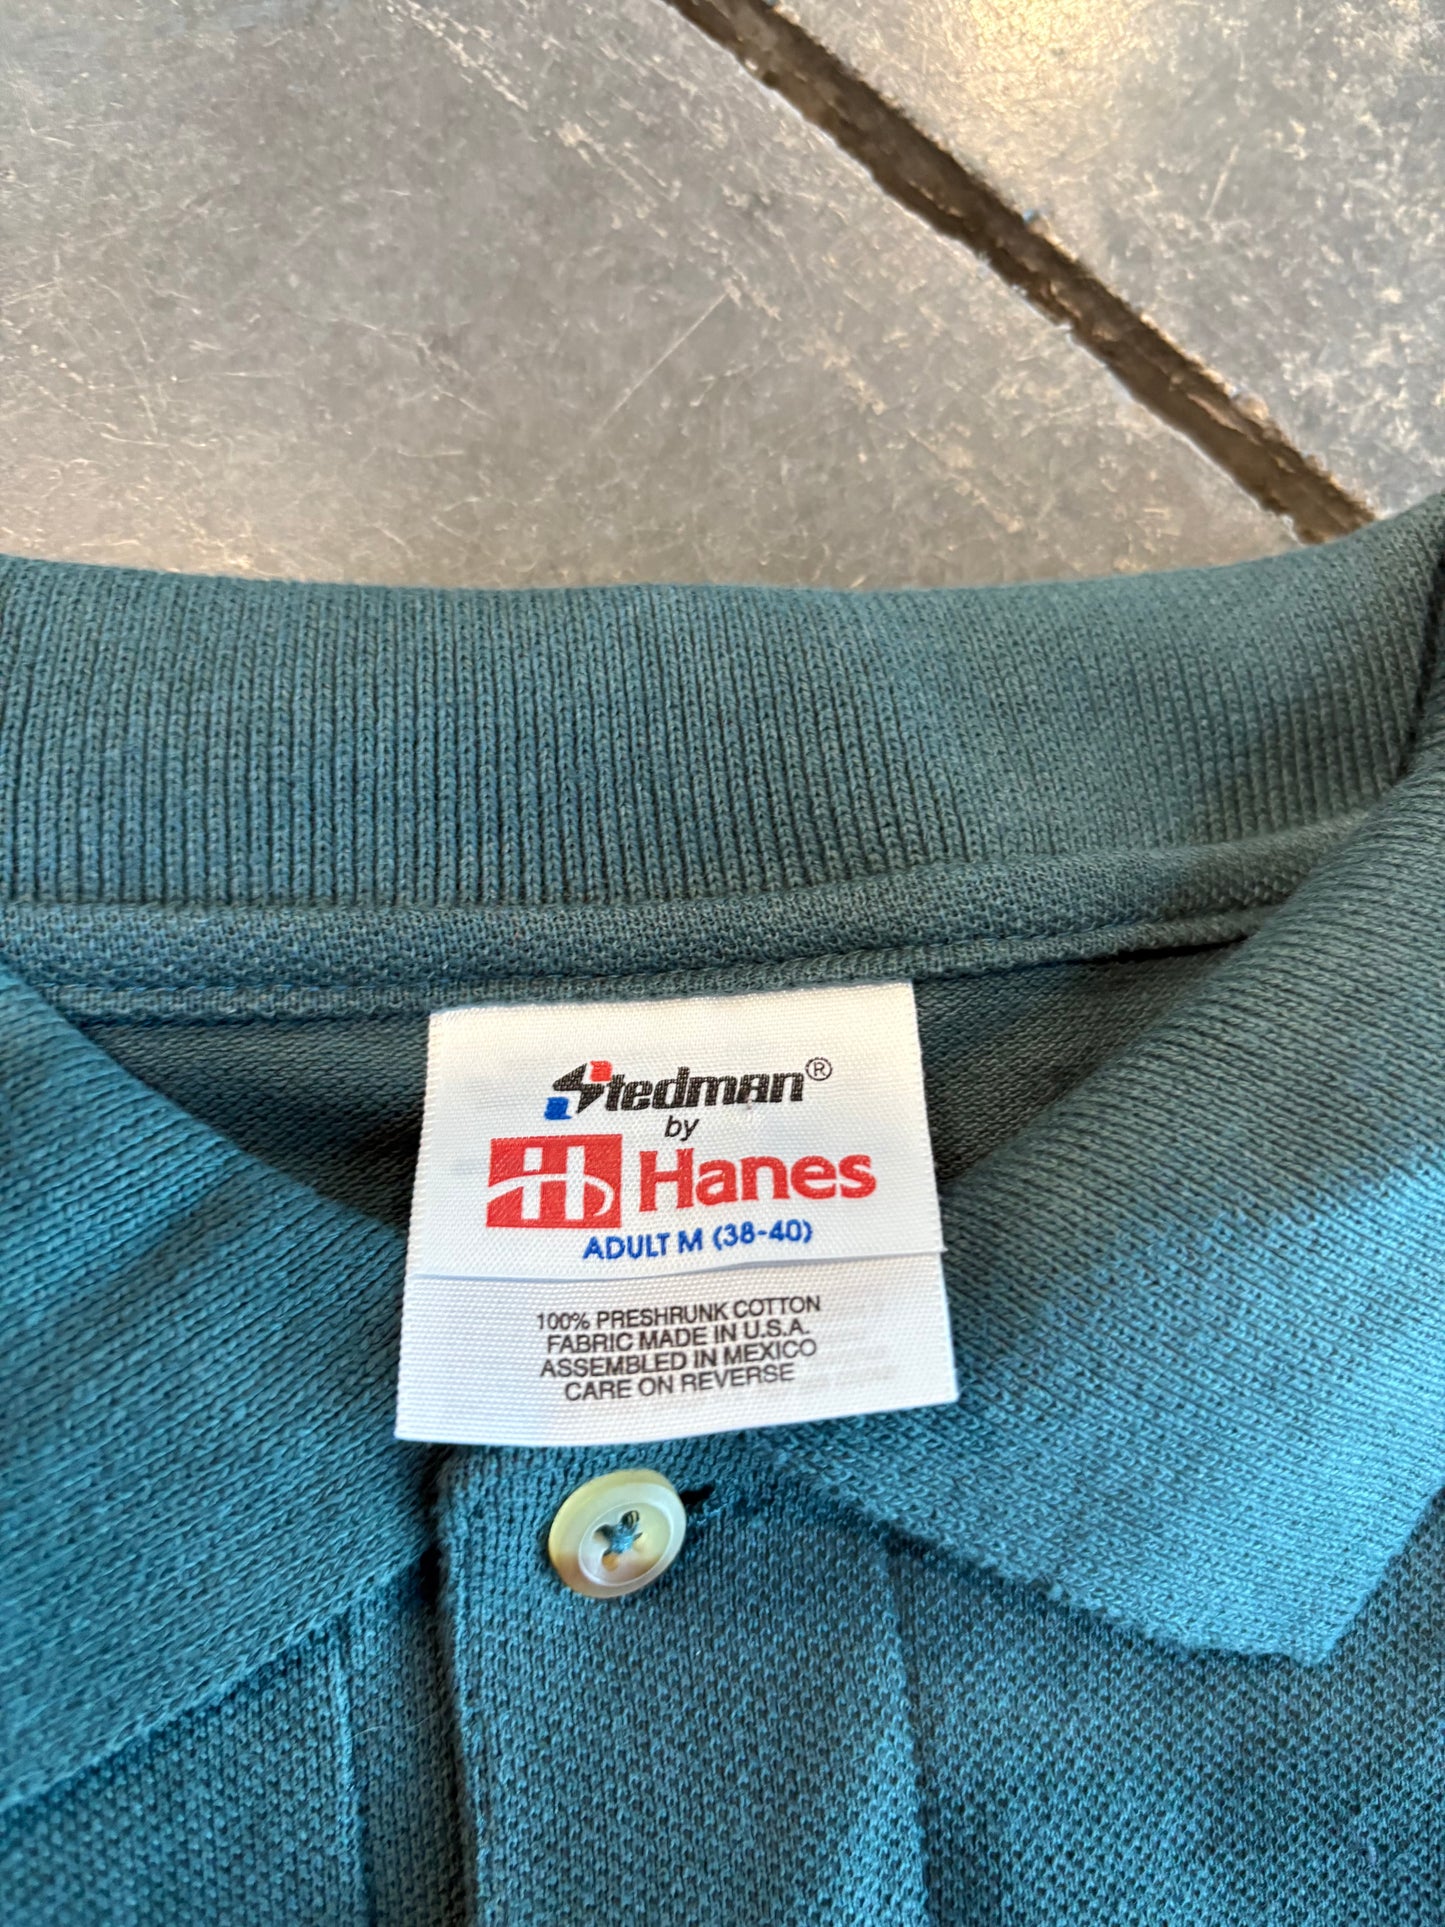 Stedman®
by
Hanes
ADULT M (38-40)
100% PRESHRUNK COTTON
FABRIC MADE IN U.S.A.
ASSEMBLED IN MEXICO
CARE ON REVERSE